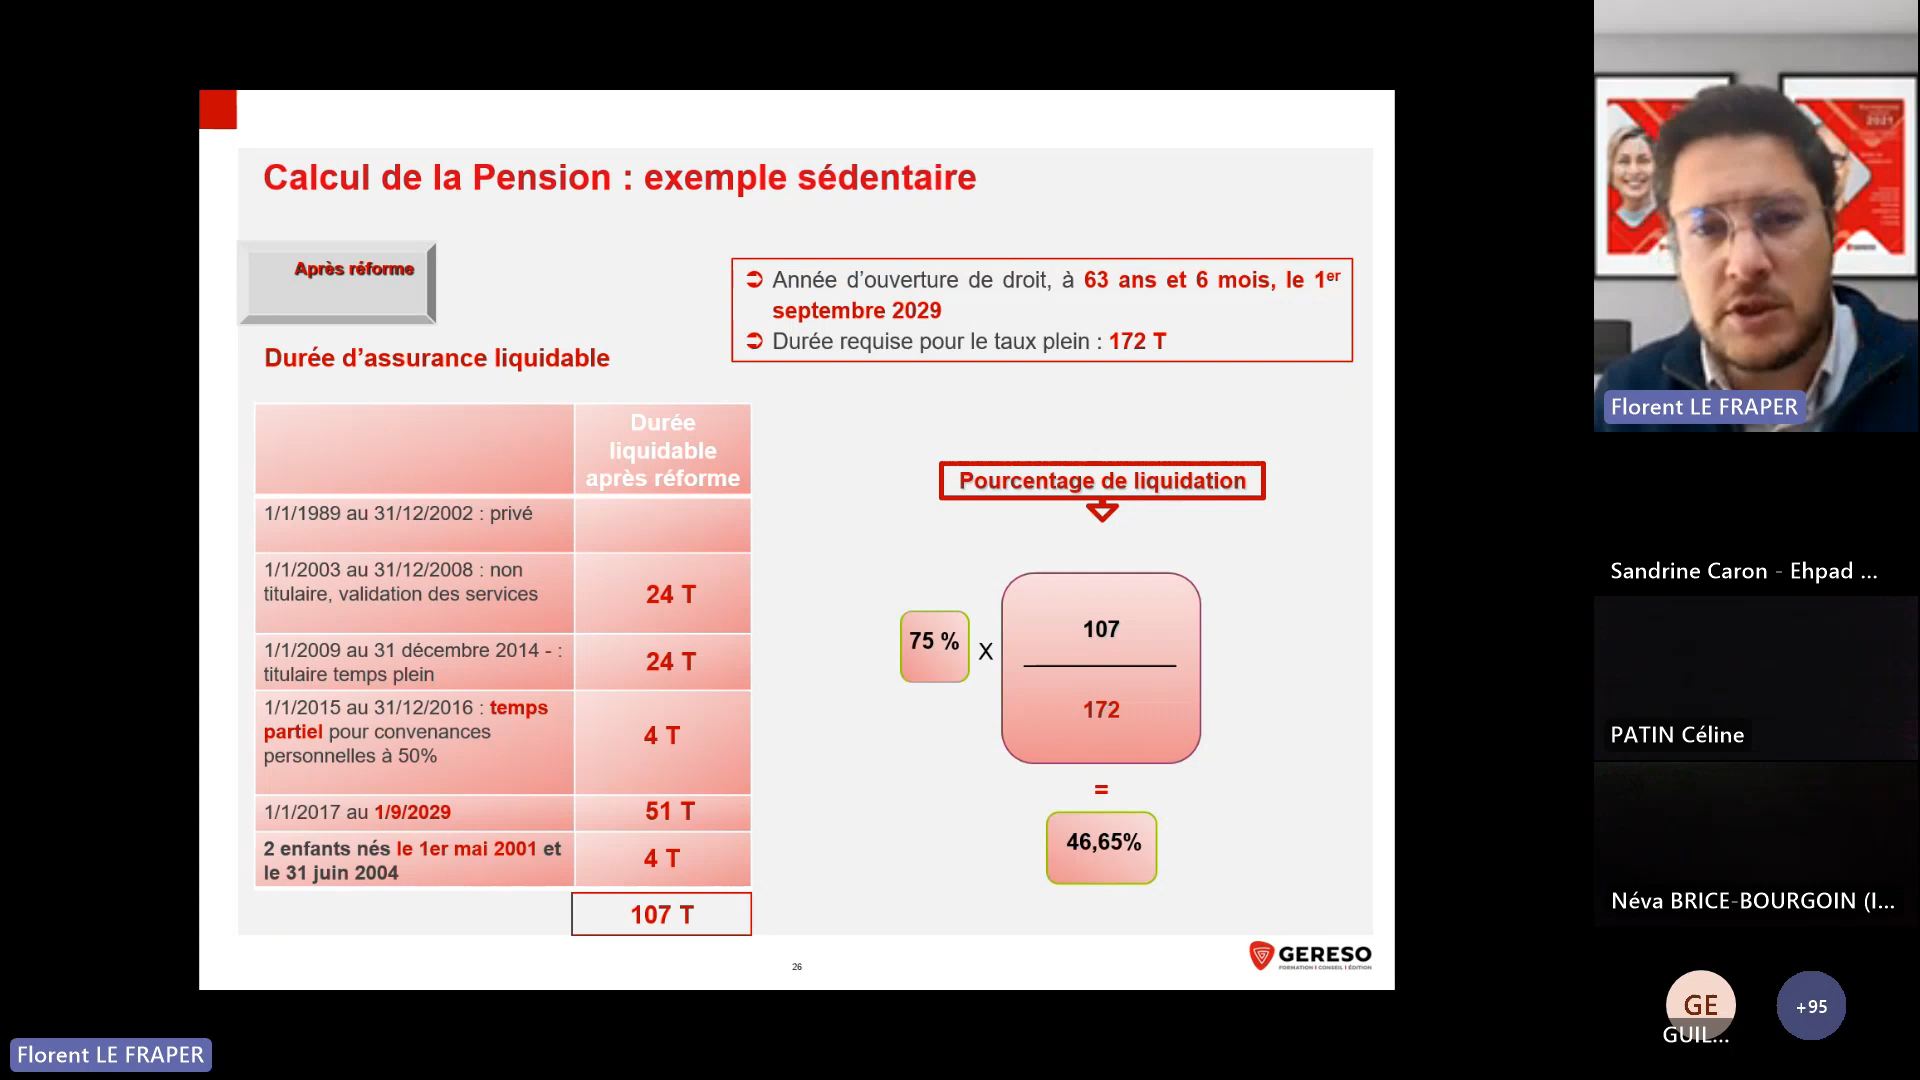 Calcul de la Pension : exemple sédentaire
Après réforme
➲ Année d’ouverture de droit, à 63 ans et 6 mois, le 1er
septembre 2029
➲ Durée requise pour le taux plein : 172 T
Durée d’assurance liquidable
Durée
liquidable
après réforme
1/1/1989 au 31/12/2002 : privé
1/1/2003 au 31/12/2008 : non
titulaire, validation des services
24 T
1/1/2009 au 31 décembre 2014 - :
titulaire temps plein
24 T
1/1/2015 au 31/12/2016 : temps
partiel pour convenances
personnelles à 50%
4 T
1/1/2017 au 1/9/2029
51 T
2 enfants nés le 1er mai 2001 et
le 31 juin 2004
4 T
107 T
Pourcentage de liquidation
75 %
X
107
172
=
46,65%
26
GERESO
FORMATION I CONSEIL I ÉDITION
2021
Florent LE FRAPER
Sandrine Caron - Ehpad ...
PATIN Céline
Néva BRICE-BOURGOIN (I...
GE
GUIL...
+95
Florent LE FRAPER